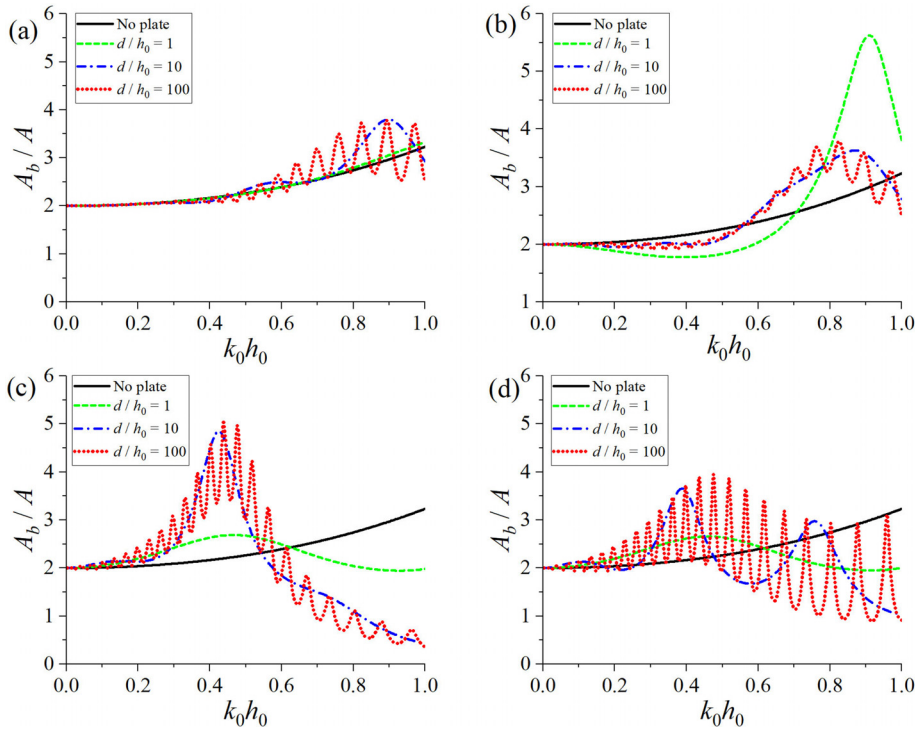 (a)
No plate
d / h₀ = 1
d / h₀ = 10
d / h₀ = 100
A_b / A
6
5
4
3
2
1
0
0.0 0.2 0.4 0.6 0.8 1.0
k₀h₀
(b)
No plate
d / h₀ = 1
d / h₀ = 10
d / h₀ = 100
A_b / A
6
5
4
3
2
1
0.0 0.2 0.4 0.6 0.8 1.0
k₀h₀
(c)
No plate
d / h₀ = 1
d / h₀ = 10
d / h₀ = 100
A_b / A
6
5
4
3
2
1
0
0.0 0.2 0.4 0.6 0.8 1.0
k₀h₀
(d)
No plate
d / h₀ = 1
d / h₀ = 10
d / h₀ = 100
A_b / A
6
5
4
3
2
1
0
0.0 0.2 0.4 0.6 0.8 1.0
k₀h₀